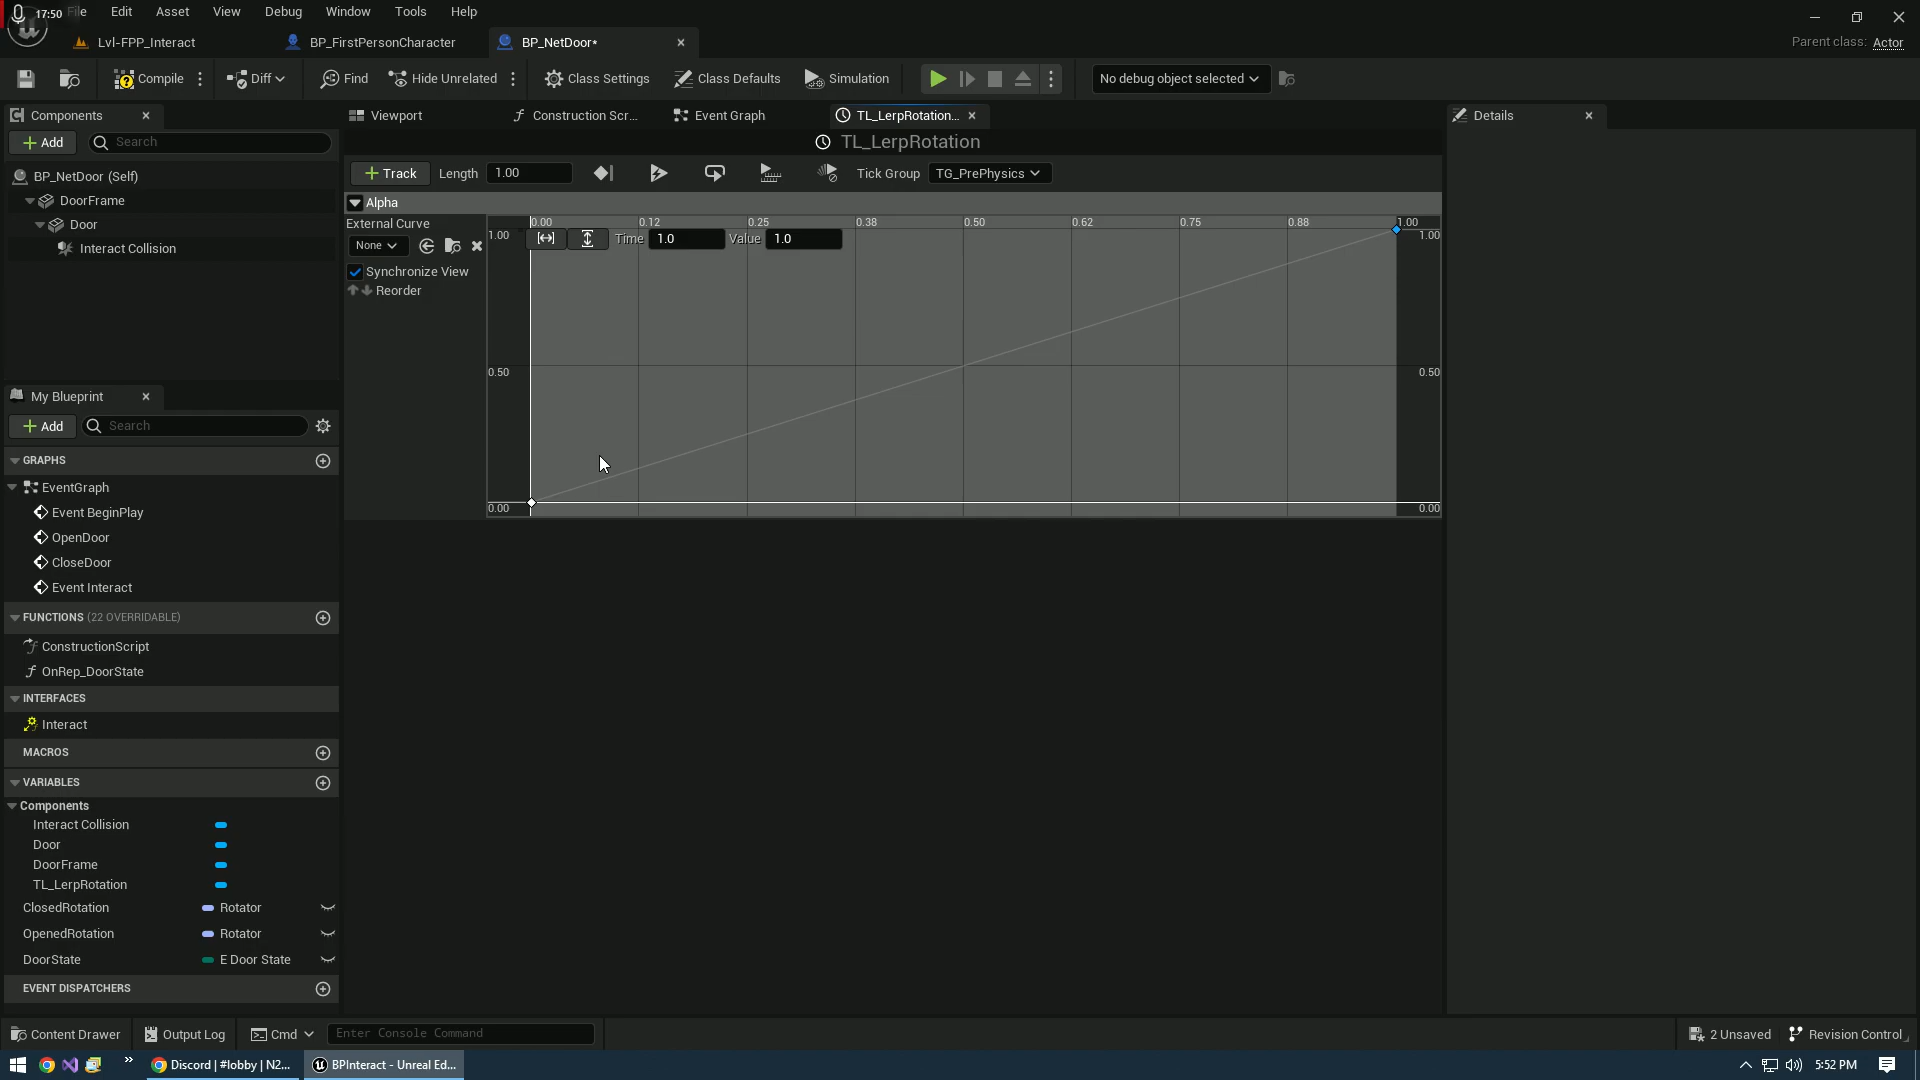 17:50 File Edit Asset View Debug Window Tools Help
Lvl-FPP_Interact BP_FirstPersonCharacter BP_NetDoor* Parent class: Actor
Compile Diff Find Hide Unrelated Class Settings Class Defaults Simulation No debug object selected
Components Viewport Construction Scr... Event Graph TL_LerpRotation... Details
Add Search TL_LerpRotation
BP_NetDoor (Self) Track Length 1.00 Tick Group TG_PrePhysics
DoorFrame Alpha
Door External Curve 0.00 0.12 0.25 0.38 0.50 0.62 0.75 0.88 1.00
Interact Collision None 1.00 Time 1.0 Value 1.0 1.00
Synchronize View
Reorder
0.50 0.50
My Blueprint
Add Search
GRAPHS
EventGraph
0.00 0.00
Event BeginPlay
OpenDoor
CloseDoor
Event Interact
FUNCTIONS (22 OVERRIDABLE)
ConstructionScript
OnRep_DoorState
INTERFACES
Interact
MACROS
VARIABLES
Components
Interact Collision
Door
DoorFrame
TL_LerpRotation
ClosedRotation Rotator
OpenedRotation Rotator
DoorState E Door State
EVENT DISPATCHERS
Content Drawer Output Log Cmd Enter Console Command 2 Unsaved Revision Control
» Discord | #lobby | N2... BPInteract - Unreal Ed... 5:52 PM